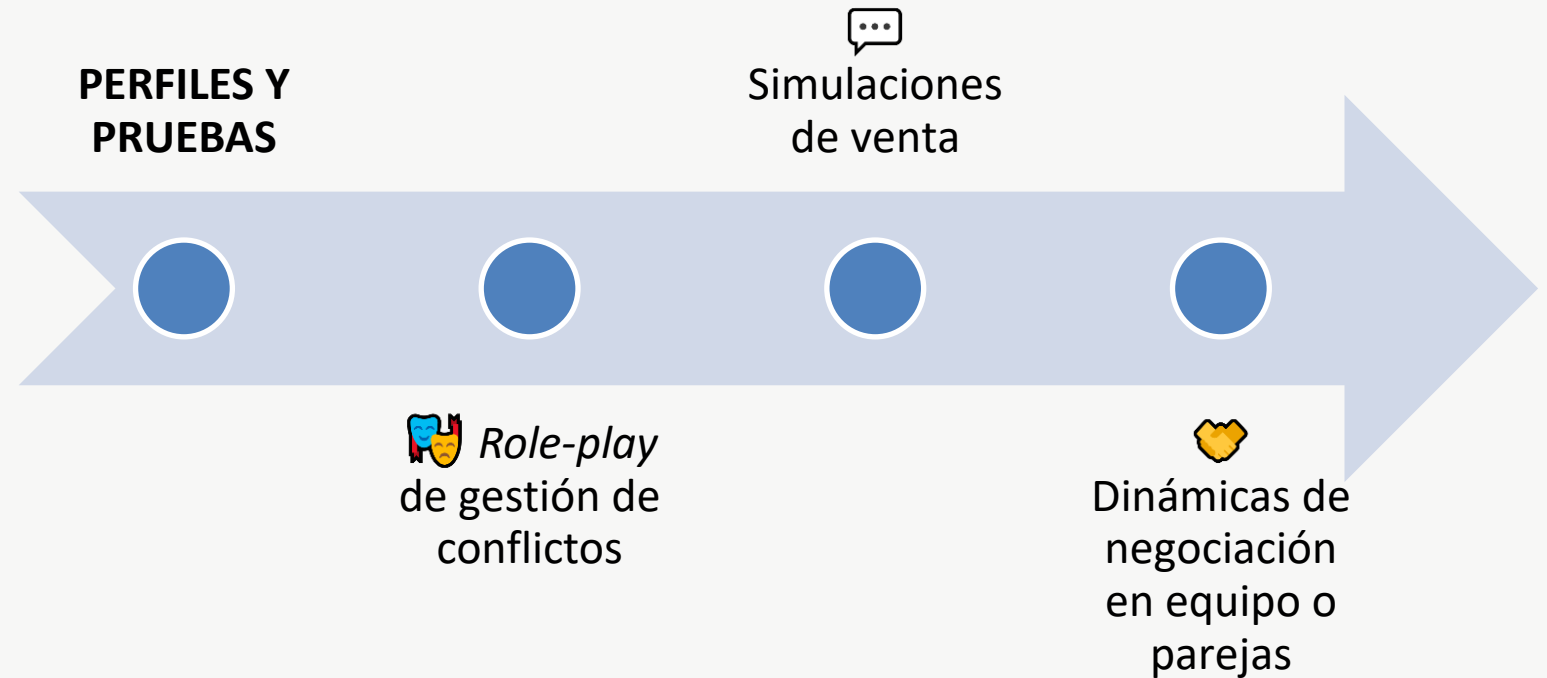 PERFILES Y
PRUEBAS
Role-play
de gestión de
conflictos
Simulaciones
de venta
Dinámicas de
negociación
en equipo o
parejas